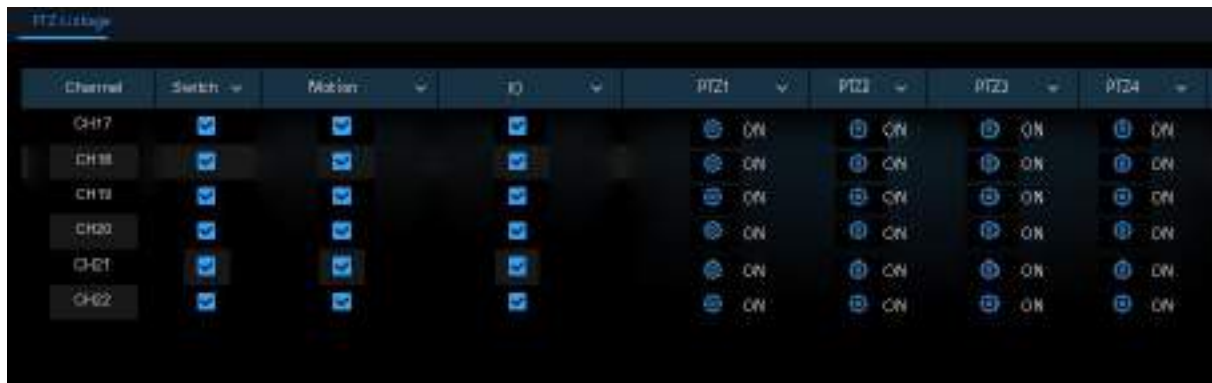 PTZ Linkage
Channel Switch Motion IO PTZ1 PTZ2 PTZ3 PTZ4
CH17 ON ON ON ON
CH18 ON ON ON ON
CH19 ON ON ON ON
CH20 ON ON ON ON
CH21 ON ON ON ON
CH22 ON ON ON ON